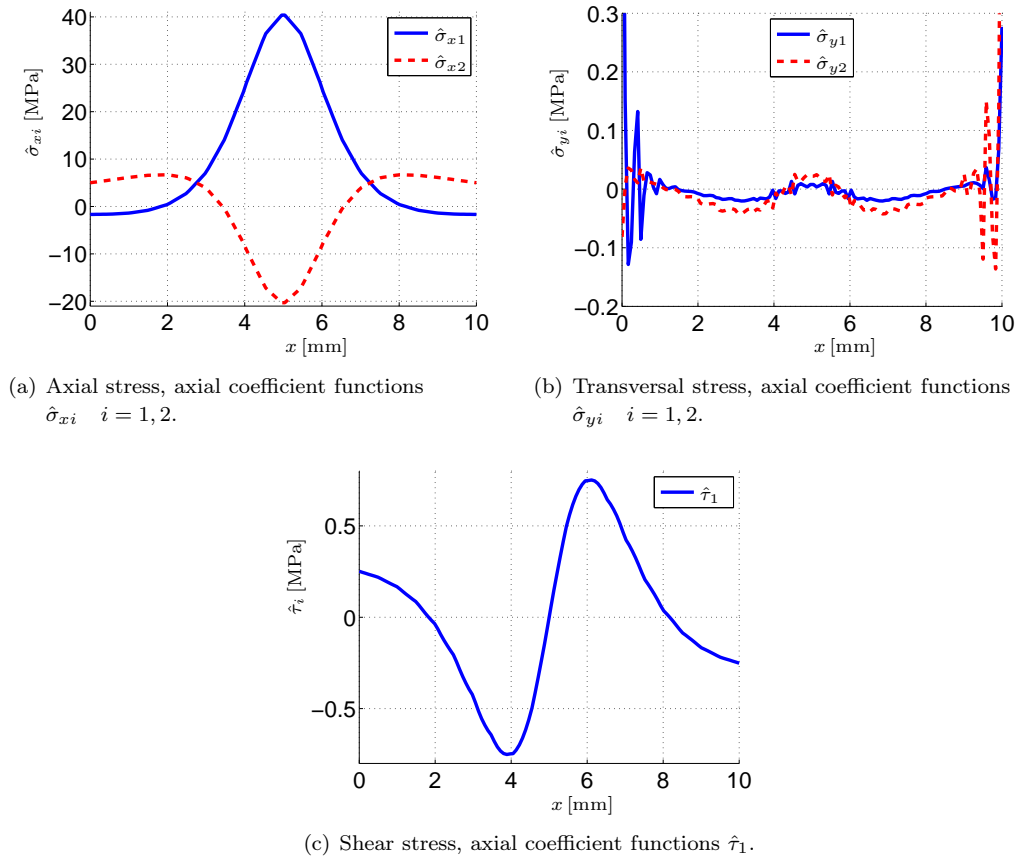 40
30
20
10
0
−10
−20
σ̂xi [MPa]
0 2 4 6 8 10
x [mm]
σ̂x1
σ̂x2
0.3
0.2
0.1
0
−0.1
−0.2
σ̂yi [MPa]
0 2 4 6 8 10
x [mm]
σ̂y1
σ̂y2
(a) Axial stress, axial coefficient functions
σ̂xi i = 1, 2.
(b) Transversal stress, axial coefficient functions
σ̂yi i = 1, 2.
0.5
0
−0.5
τ̂i [MPa]
0 2 4 6 8 10
x [mm]
τ̂1
(c) Shear stress, axial coefficient functions τ̂1.